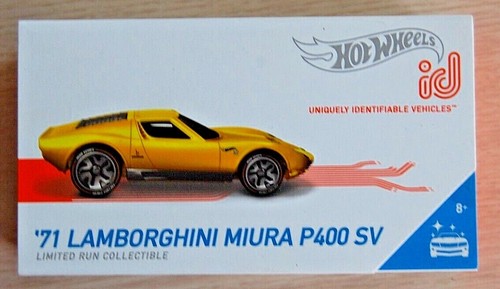 Hot Wheels
id
UNIQUELY IDENTIFIABLE VEHICLES™
8+
'71 LAMBORGHINI MIURA P400 SV
LIMITED RUN COLLECTIBLE